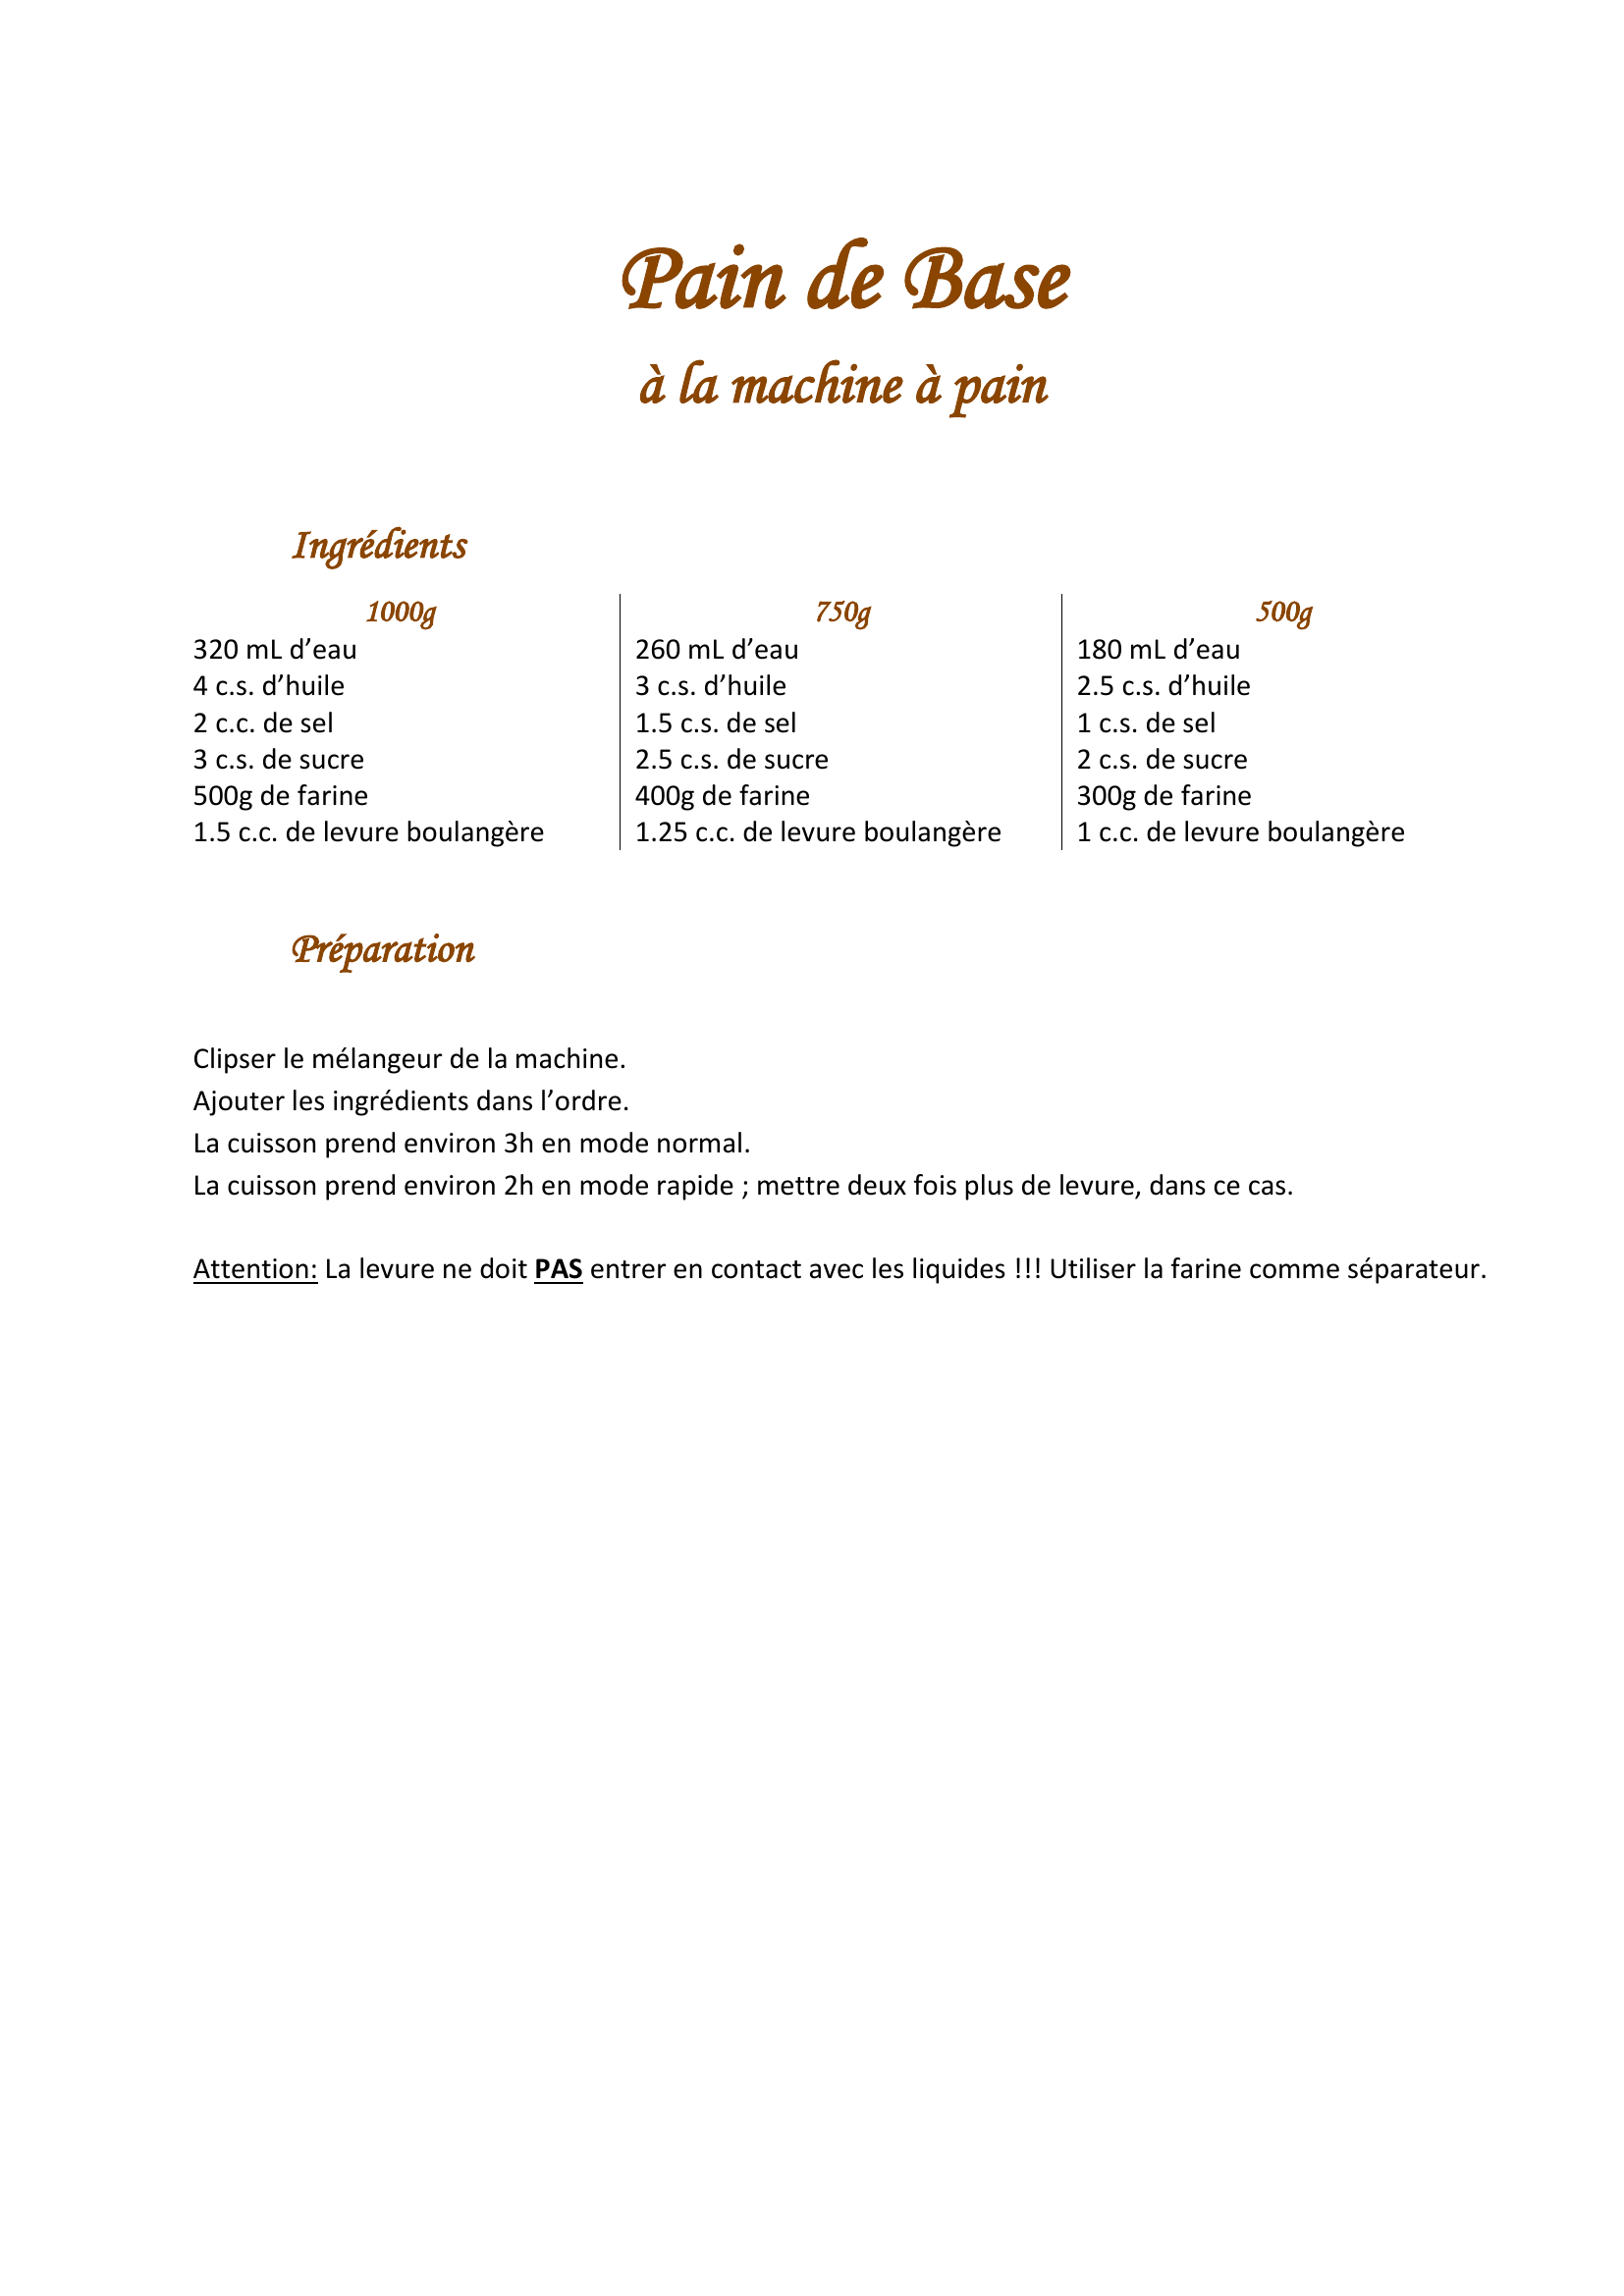 Pain de Base
à la machine à pain
Ingrédients
1000g
320 mL d’eau
4 c.s. d’huile
2 c.c. de sel
3 c.s. de sucre
500g de farine
1.5 c.c. de levure boulangère
750g
260 mL d’eau
3 c.s. d’huile
1.5 c.s. de sel
2.5 c.s. de sucre
400g de farine
1.25 c.c. de levure boulangère
500g
180 mL d’eau
2.5 c.s. d’huile
1 c.s. de sel
2 c.s. de sucre
300g de farine
1 c.c. de levure boulangère
Préparation
Clipser le mélangeur de la machine.
Ajouter les ingrédients dans l’ordre.
La cuisson prend environ 3h en mode normal.
La cuisson prend environ 2h en mode rapide ; mettre deux fois plus de levure, dans ce cas.
Attention: La levure ne doit PAS entrer en contact avec les liquides !!! Utiliser la farine comme séparateur.